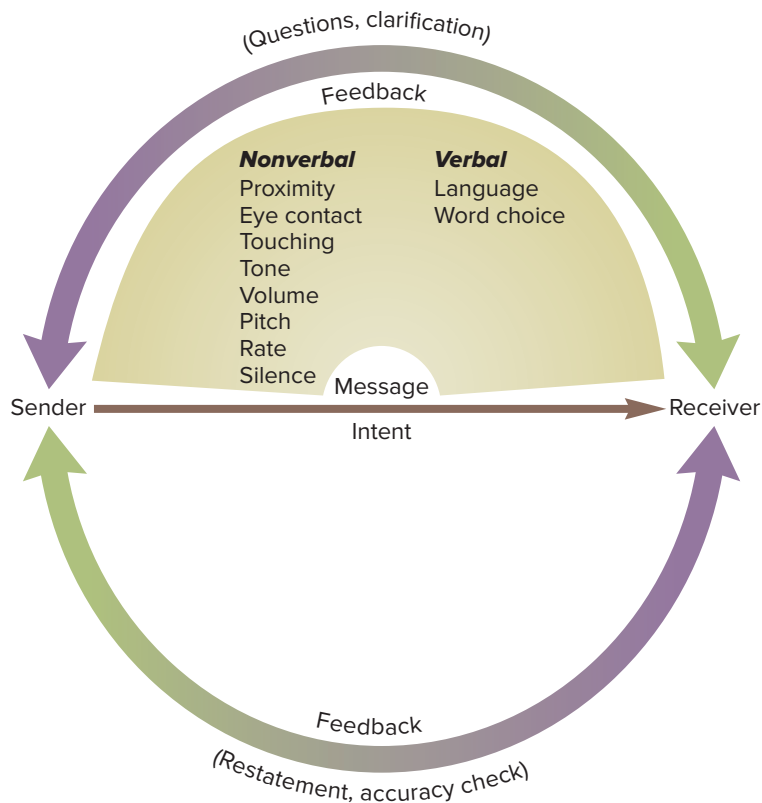 (Questions, clarification)
Feedback
Nonverbal
Proximity
Eye contact
Touching
Tone
Volume
Pitch
Rate
Silence
Verbal
Language
Word choice
Message
Sender
Receiver
Intent
Feedback
(Restatement, accuracy check)